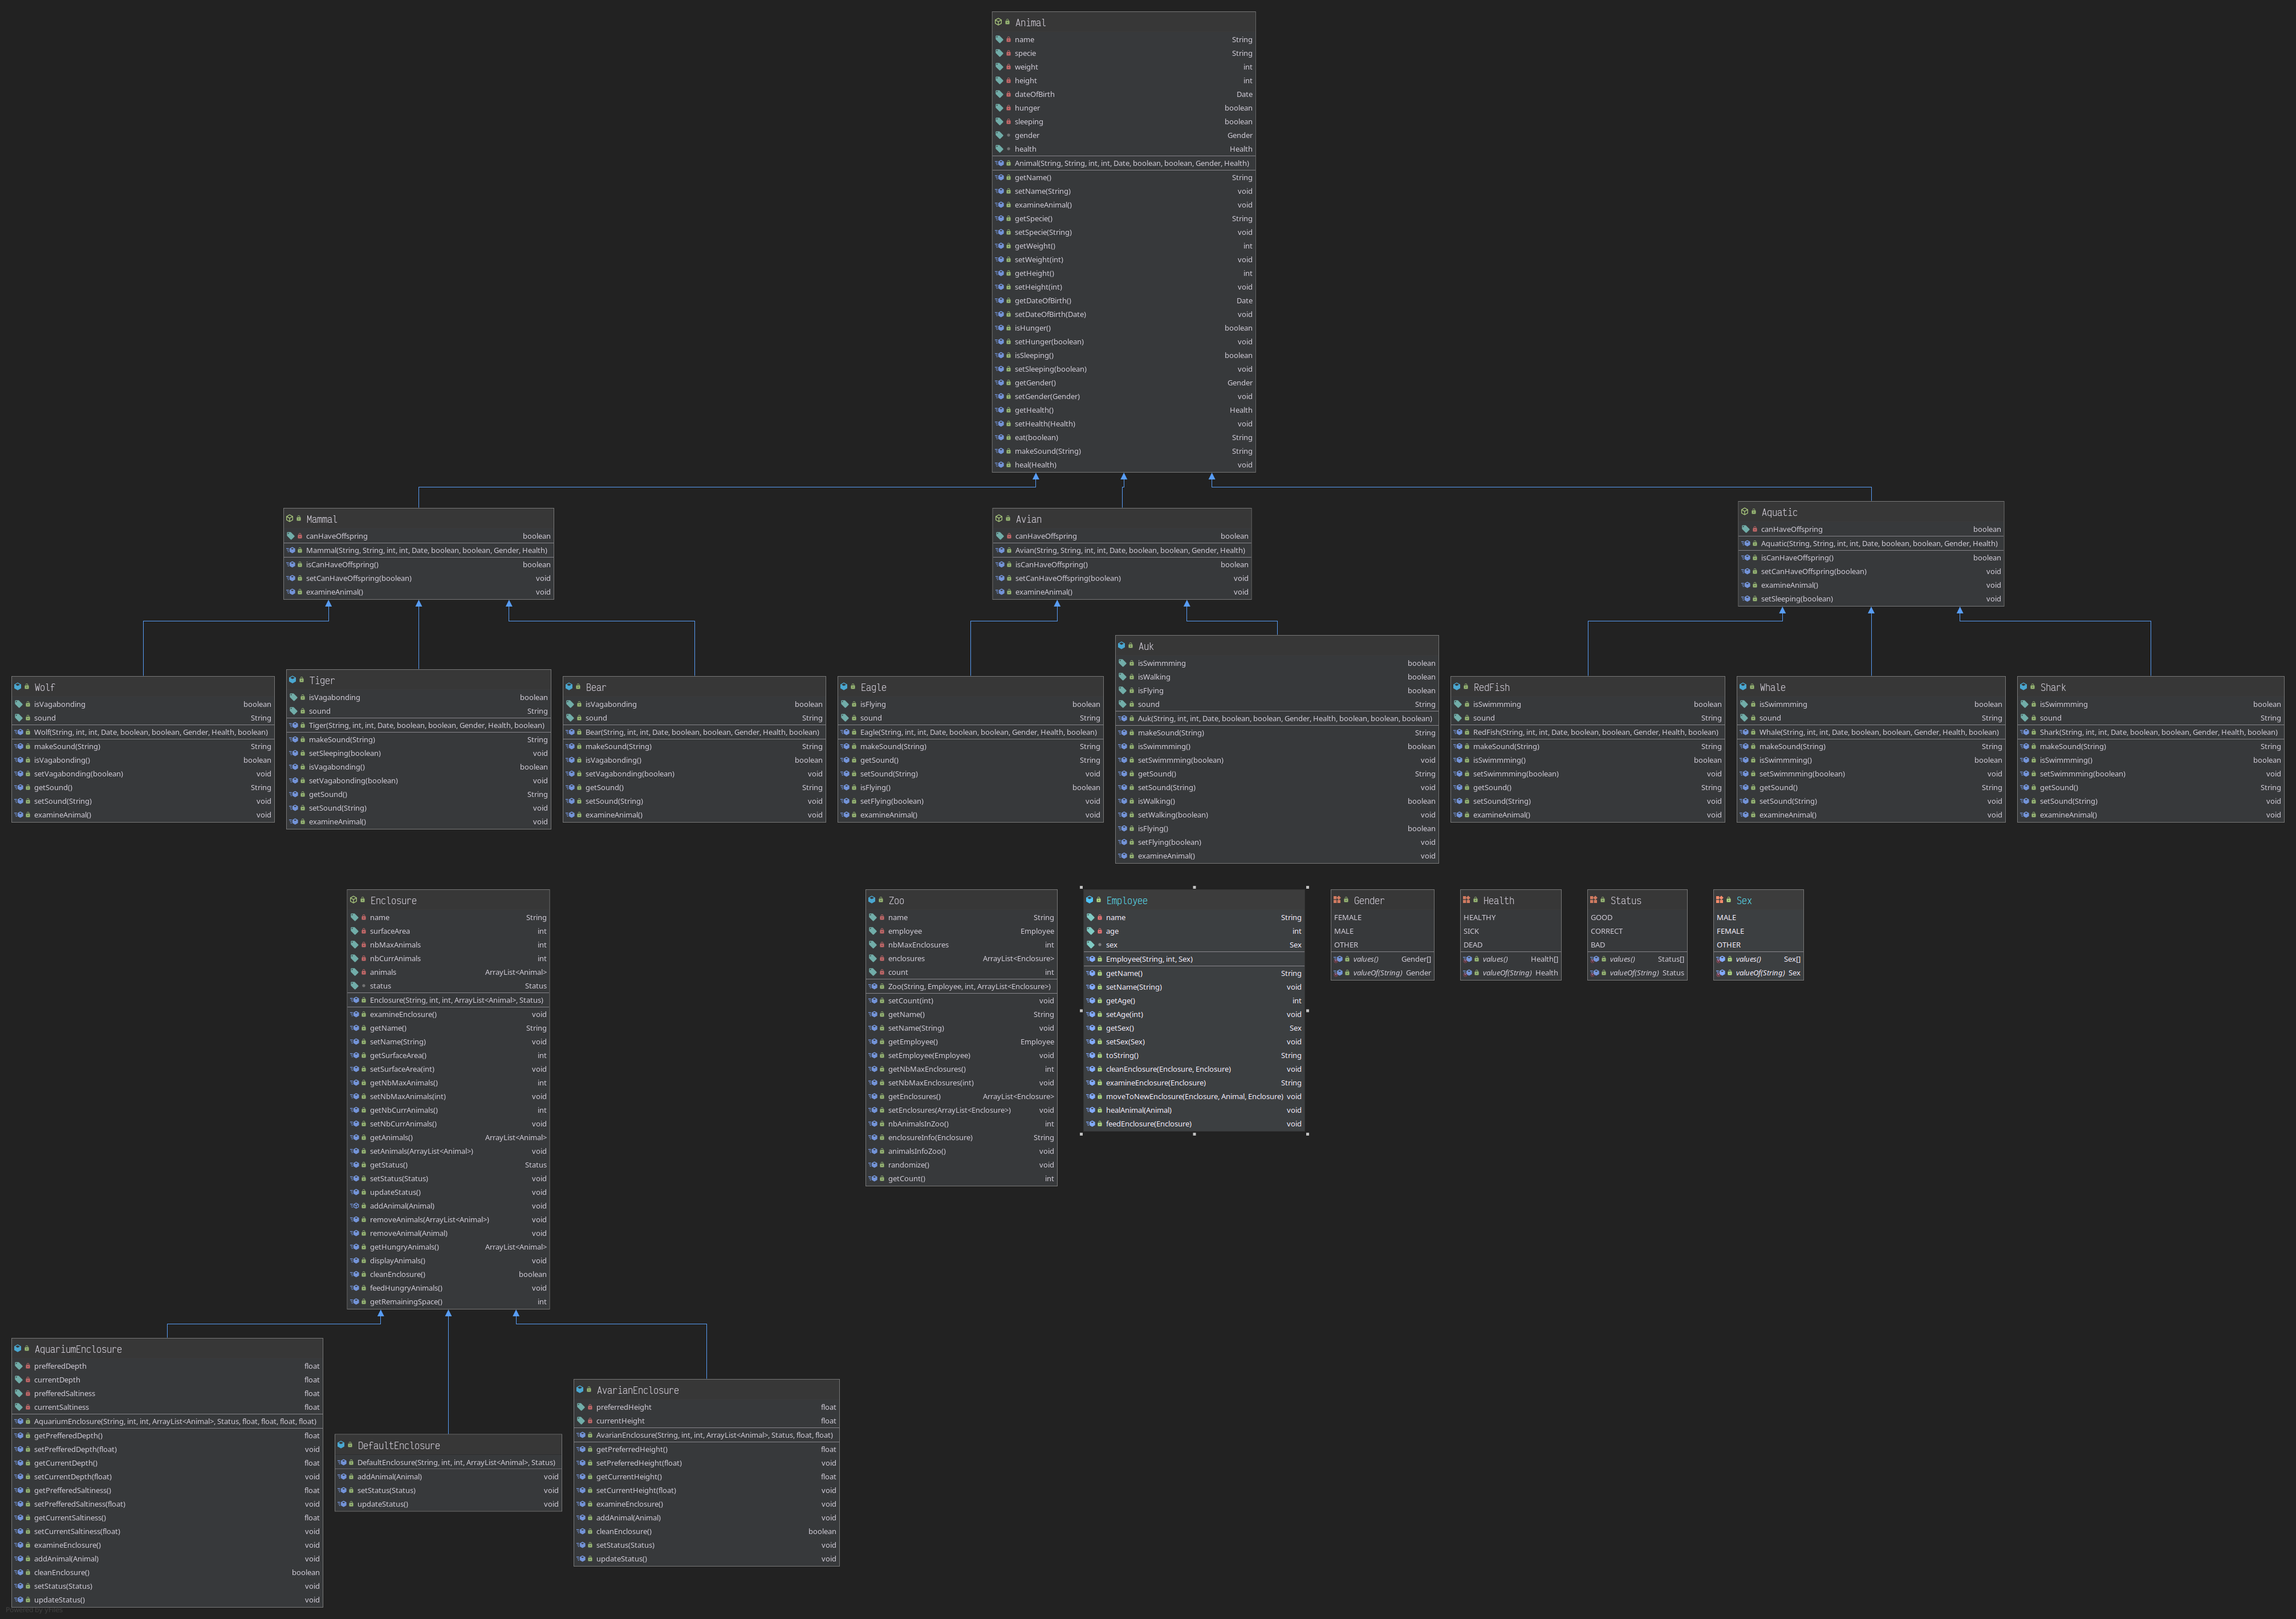 Animal
name String
specie String
weight int
height int
dateOfBirth Date
hunger boolean
sleeping boolean
gender Gender
health Health
Animal(String, String, int, int, Date, boolean, boolean, Gender, Health)
getName() String
setName(String) void
examineAnimal() void
getSpecie() String
setSpecie(String) void
getWeight() int
setWeight(int) void
getHeight() int
setHeight(int) void
getDateOfBirth() Date
setDateOfBirth(Date) void
isHunger() boolean
setHunger(boolean) void
isSleeping() boolean
setSleeping(boolean) void
getGender() Gender
setGender(Gender) void
getHealth() Health
setHealth(Health) void
eat(boolean) String
makeSound(String) String
heal(Health) void
Mammal
canHaveOffspring boolean
Mammal(String, String, int, int, Date, boolean, boolean, Gender, Health)
isCanHaveOffspring() boolean
setCanHaveOffspring(boolean) void
examineAnimal() void
Avian
canHaveOffspring boolean
Avian(String, String, int, int, Date, boolean, boolean, Gender, Health)
isCanHaveOffspring() boolean
setCanHaveOffspring(boolean) void
examineAnimal() void
Aquatic
canHaveOffspring boolean
Aquatic(String, String, int, int, Date, boolean, boolean, Gender, Health)
isCanHaveOffspring() boolean
setCanHaveOffspring(boolean) void
examineAnimal() void
setSleeping(boolean) void
Wolf
isVagabonding boolean
sound String
Wolf(String, int, int, Date, boolean, boolean, Gender, Health, boolean)
makeSound(String) String
isVagabonding() boolean
setVagabonding(boolean) void
getSound() String
setSound(String) void
examineAnimal() void
Tiger
isVagabonding boolean
sound String
Tiger(String, int, int, Date, boolean, boolean, Gender, Health, boolean)
makeSound(String) String
setSleeping(boolean) void
isVagabonding() boolean
setVagabonding(boolean) void
getSound() String
setSound(String) void
examineAnimal() void
Bear
isVagabonding boolean
sound String
Bear(String, int, int, Date, boolean, boolean, Gender, Health, boolean)
makeSound(String) String
isVagabonding() boolean
setVagabonding(boolean) void
getSound() String
setSound(String) void
examineAnimal() void
Eagle
isFlying boolean
sound String
Eagle(String, int, int, Date, boolean, boolean, Gender, Health, boolean)
makeSound(String) String
getSound() String
setSound(String) void
isFlying() boolean
setFlying(boolean) void
examineAnimal() void
Auk
isSwimmming boolean
isWalking boolean
isFlying boolean
sound String
Auk(String, int, int, Date, boolean, boolean, Gender, Health, boolean, boolean, boolean)
makeSound(String) String
isSwimmming() boolean
setSwimmming(boolean) void
getSound() String
setSound(String) void
isWalking() boolean
setWalking(boolean) void
isFlying() boolean
setFlying(boolean) void
examineAnimal() void
RedFish
isSwimmming boolean
sound String
RedFish(String, int, int, Date, boolean, boolean, Gender, Health, boolean)
makeSound(String) String
isSwimmming() boolean
setSwimmming(boolean) void
getSound() String
setSound(String) void
examineAnimal() void
Whale
isSwimmming boolean
sound String
Whale(String, int, int, Date, boolean, boolean, Gender, Health, boolean)
makeSound(String) String
isSwimmming() boolean
setSwimmming(boolean) void
getSound() String
setSound(String) void
examineAnimal() void
Shark
isSwimmming boolean
sound String
Shark(String, int, int, Date, boolean, boolean, Gender, Health, boolean)
makeSound(String) String
isSwimmming() boolean
setSwimmming(boolean) void
getSound() String
setSound(String) void
examineAnimal() void
Enclosure
name String
surfaceArea int
nbMaxAnimals int
nbCurrAnimals int
animals ArrayList<Animal>
status Status
Enclosure(String, int, int, ArrayList<Animal>, Status)
examineEnclosure() void
getName() String
setName(String) void
getSurfaceArea() int
setSurfaceArea(int) void
getNbMaxAnimals() int
setNbMaxAnimals(int) void
getNbCurrAnimals() int
setNbCurrAnimals() void
getAnimals() ArrayList<Animal>
setAnimals(ArrayList<Animal>) void
getStatus() Status
setStatus(Status) void
updateStatus() void
addAnimal(Animal) void
removeAnimals(ArrayList<Animal>) void
removeAnimal(Animal) void
getHungryAnimals() ArrayList<Animal>
displayAnimals() void
cleanEnclosure() boolean
feedHungryAnimals() void
getRemainingSpace() int
Zoo
name String
employee Employee
nbMaxEnclosures int
enclosures ArrayList<Enclosure>
count int
Zoo(String, Employee, int, ArrayList<Enclosure>)
setCount(int) void
getName() String
setName(String) void
getEmployee() Employee
setEmployee(Employee) void
getNbMaxEnclosures() int
setNbMaxEnclosures(int) void
getEnclosures() ArrayList<Enclosure>
setEnclosures(ArrayList<Enclosure>) void
nbAnimalsInZoo() int
enclosureInfo(Enclosure) String
animalsInfoZoo() void
randomize() void
getCount() int
Employee
name String
age int
sex Sex
Employee(String, int, Sex)
getName() String
setName(String) void
getAge() int
setAge(int) void
getSex() Sex
setSex(Sex) void
toString() String
cleanEnclosure(Enclosure, Enclosure) void
examineEnclosure(Enclosure) String
moveToNewEnclosure(Enclosure, Animal, Enclosure) void
healAnimal(Animal) void
feedEnclosure(Enclosure) void
Gender
FEMALE
MALE
OTHER
values() Gender[]
valueOf(String) Gender
Health
HEALTHY
SICK
DEAD
values() Health[]
valueOf(String) Health
Status
GOOD
CORRECT
BAD
values() Status[]
valueOf(String) Status
Sex
MALE
FEMALE
OTHER
values() Sex[]
valueOf(String) Sex
AquariumEnclosure
prefferedDepth float
currentDepth float
prefferedSaltiness float
currentSaltiness float
AquariumEnclosure(String, int, int, ArrayList<Animal>, Status, float, float, float, float)
getPrefferedDepth() float
setPrefferedDepth(float) void
getCurrentDepth() float
setCurrentDepth(float) void
getPrefferedSaltiness() float
setPrefferedSaltiness(float) void
getCurrentSaltiness() float
setCurrentSaltiness(float) void
examineEnclosure() void
addAnimal(Animal) void
cleanEnclosure() boolean
setStatus(Status) void
updateStatus() void
DefaultEnclosure
DefaultEnclosure(String, int, int, ArrayList<Animal>, Status)
addAnimal(Animal) void
setStatus(Status) void
updateStatus() void
AvarianEnclosure
preferredHeight float
currentHeight float
AvarianEnclosure(String, int, int, ArrayList<Animal>, Status, float, float)
getPreferredHeight() float
setPreferredHeight(float) void
getCurrentHeight() float
setCurrentHeight(float) void
examineEnclosure() void
addAnimal(Animal) void
cleanEnclosure() boolean
setStatus(Status) void
updateStatus() void
Powered by yFiles